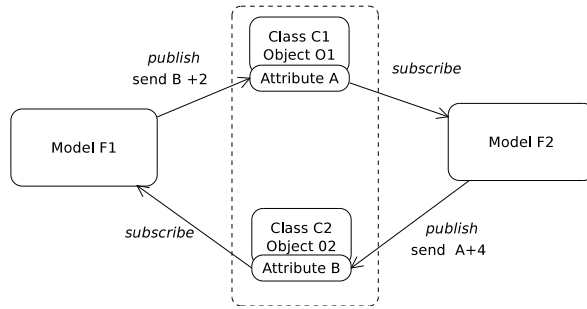 Class C1
Object O1
Attribute A
publish
send B +2
subscribe
Model F1
Model F2
subscribe
Class C2
Object 02
Attribute B
publish
send A+4